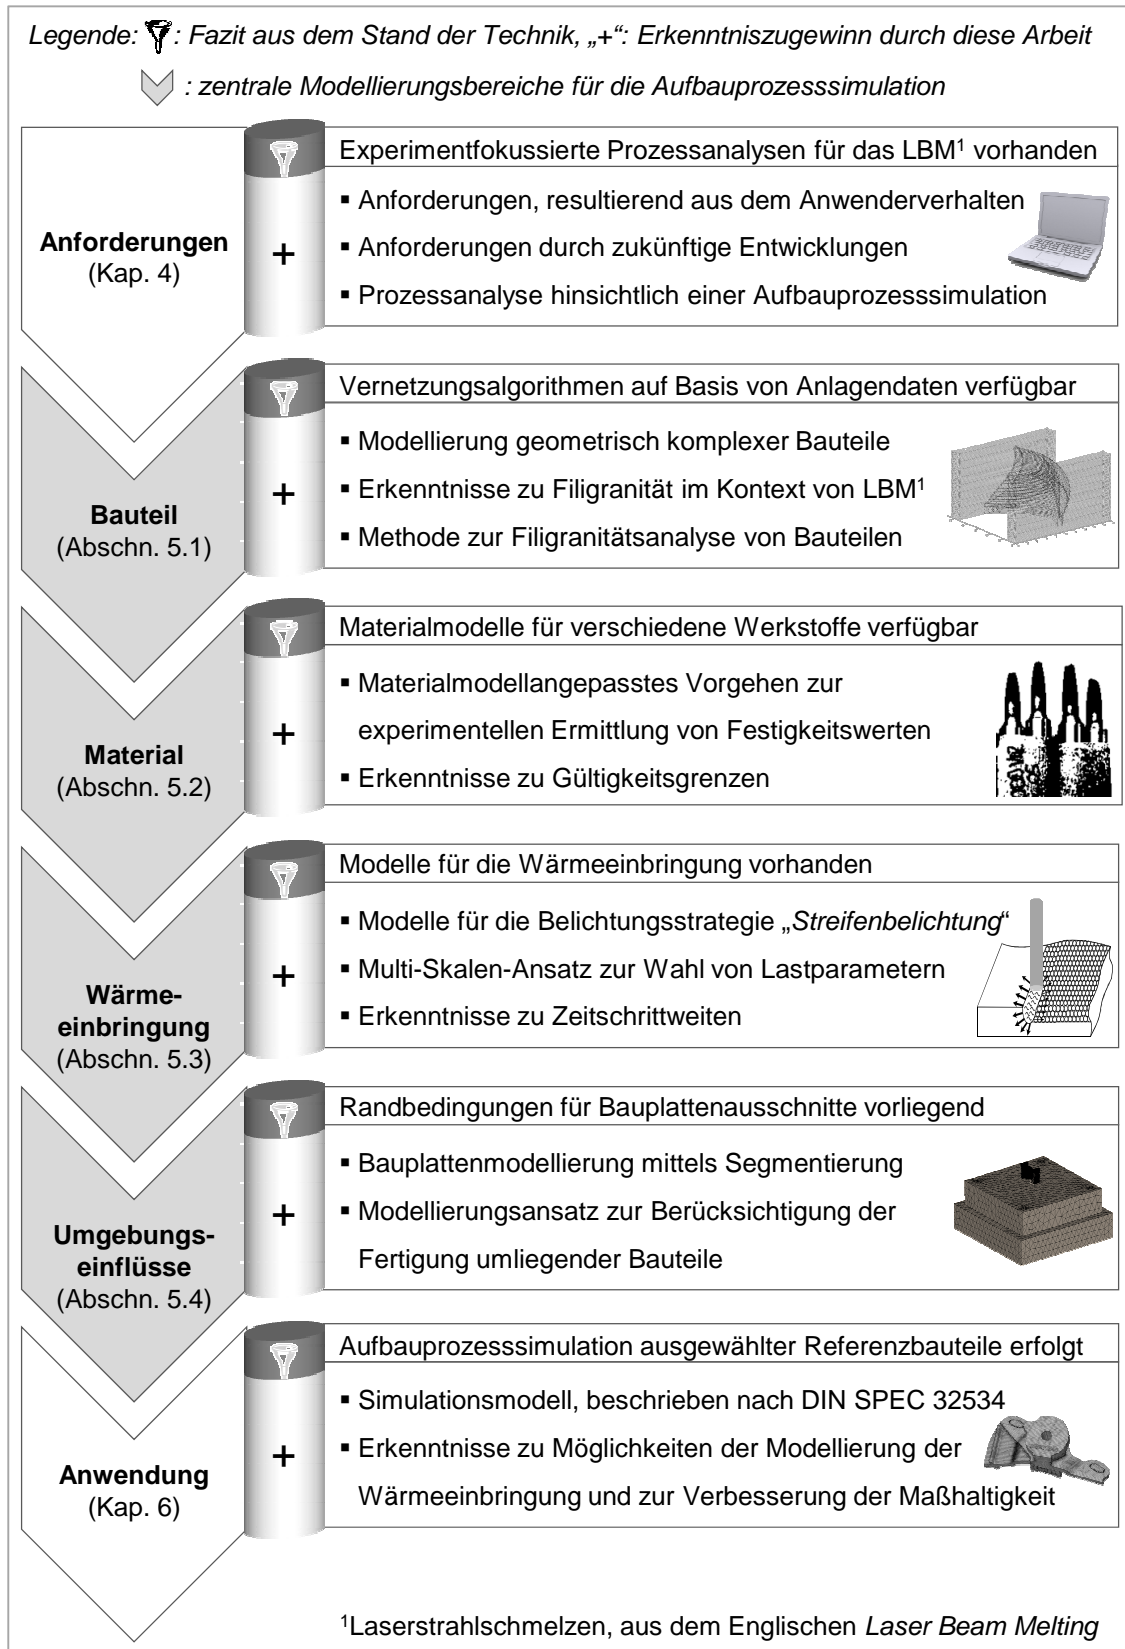 Legende: : Fazit aus dem Stand der Technik, „+“: Erkenntniszugewinn durch diese Arbeit
: zentrale Modellierungsbereiche für die Aufbauprozesssimulation
Anforderungen
(Kap. 4)
+
Experimentfokussierte Prozessanalysen für das LBM¹ vorhanden
▪ Anforderungen, resultierend aus dem Anwenderverhalten
▪ Anforderungen durch zukünftige Entwicklungen
▪ Prozessanalyse hinsichtlich einer Aufbauprozesssimulation
Bauteil
(Abschn. 5.1)
+
Vernetzungsalgorithmen auf Basis von Anlagendaten verfügbar
▪ Modellierung geometrisch komplexer Bauteile
▪ Erkenntnisse zu Filigranität im Kontext von LBM¹
▪ Methode zur Filigranitätsanalyse von Bauteilen
Material
(Abschn. 5.2)
+
Materialmodelle für verschiedene Werkstoffe verfügbar
▪ Materialmodellangepasstes Vorgehen zur
experimentellen Ermittlung von Festigkeitswerten
▪ Erkenntnisse zu Gültigkeitsgrenzen
Wärme-
einbringung
(Abschn. 5.3)
+
Modelle für die Wärmeeinbringung vorhanden
▪ Modelle für die Belichtungsstrategie „Streifenbelichtung“
▪ Multi-Skalen-Ansatz zur Wahl von Lastparametern
▪ Erkenntnisse zu Zeitschrittweiten
Umgebungs-
einflüsse
(Abschn. 5.4)
+
Randbedingungen für Bauplattenausschnitte vorliegend
▪ Bauplattenmodellierung mittels Segmentierung
▪ Modellierungsansatz zur Berücksichtigung der
Fertigung umliegender Bauteile
Anwendung
(Kap. 6)
+
Aufbauprozesssimulation ausgewählter Referenzbauteile erfolgt
▪ Simulationsmodell, beschrieben nach DIN SPEC 32534
▪ Erkenntnisse zu Möglichkeiten der Modellierung der
Wärmeeinbringung und zur Verbesserung der Maßhaltigkeit
¹Laserstrahlschmelzen, aus dem Englischen Laser Beam Melting